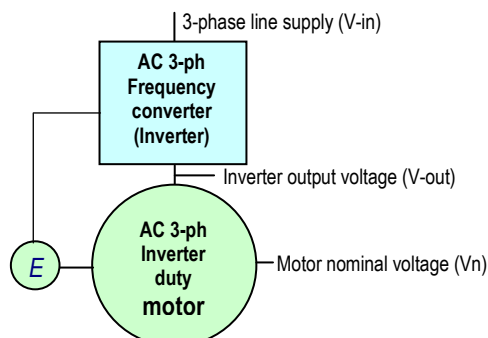 3-phase line supply (V-in)
AC 3-ph
Frequency
converter
(Inverter)
Inverter output voltage (V-out)
AC 3-ph
Inverter
duty
motor
E
Motor nominal voltage (Vn)